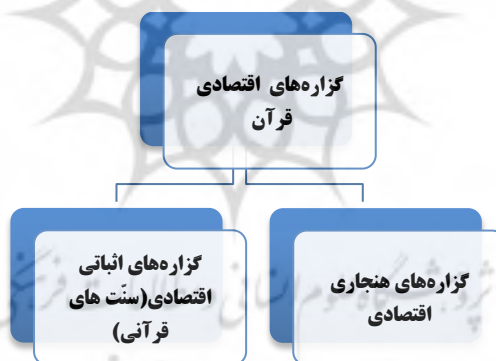 گزاره‌های اقتصادی
قرآن
گزاره‌های هنجاری
اقتصادی
گزاره‌های اثباتی
اقتصادی(سنّت های
قرآنی)